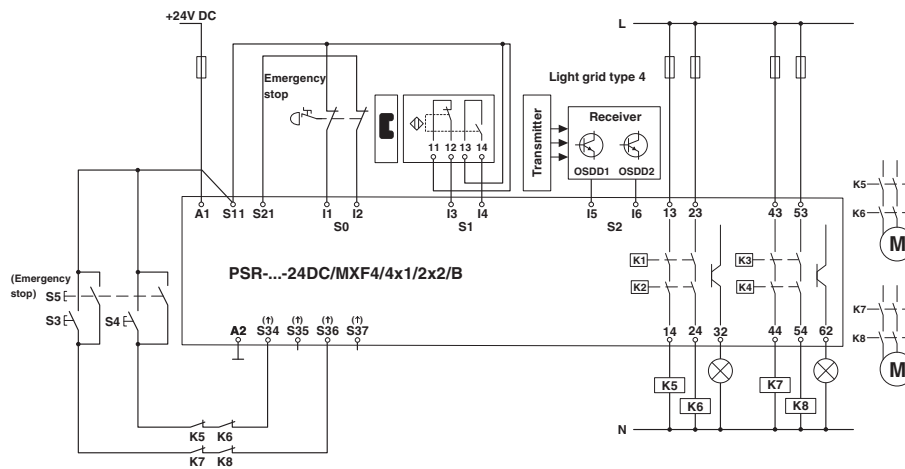 +24V DC
L
Emergency
stop
Light grid type 4
Transmitter
Receiver
OSDD1 OSDD2
11 12 13 14
A1 S11 S21 I1 I2 I3 I4 I5 I6 13 23 43 53
S0 S1 S2
K5
K6
M
PSR-...-24DC/MXF4/4x1/2x2/B
K1 K3
K2 K4
(Emergency
stop)
S5
S3 S4
(†) (†) (†) (†)
A2 S34 S35 S36 S37
14 24 32 44 54 62
K7
K8
M
K5 K7
K6 K8
K5 K6
K7 K8
N